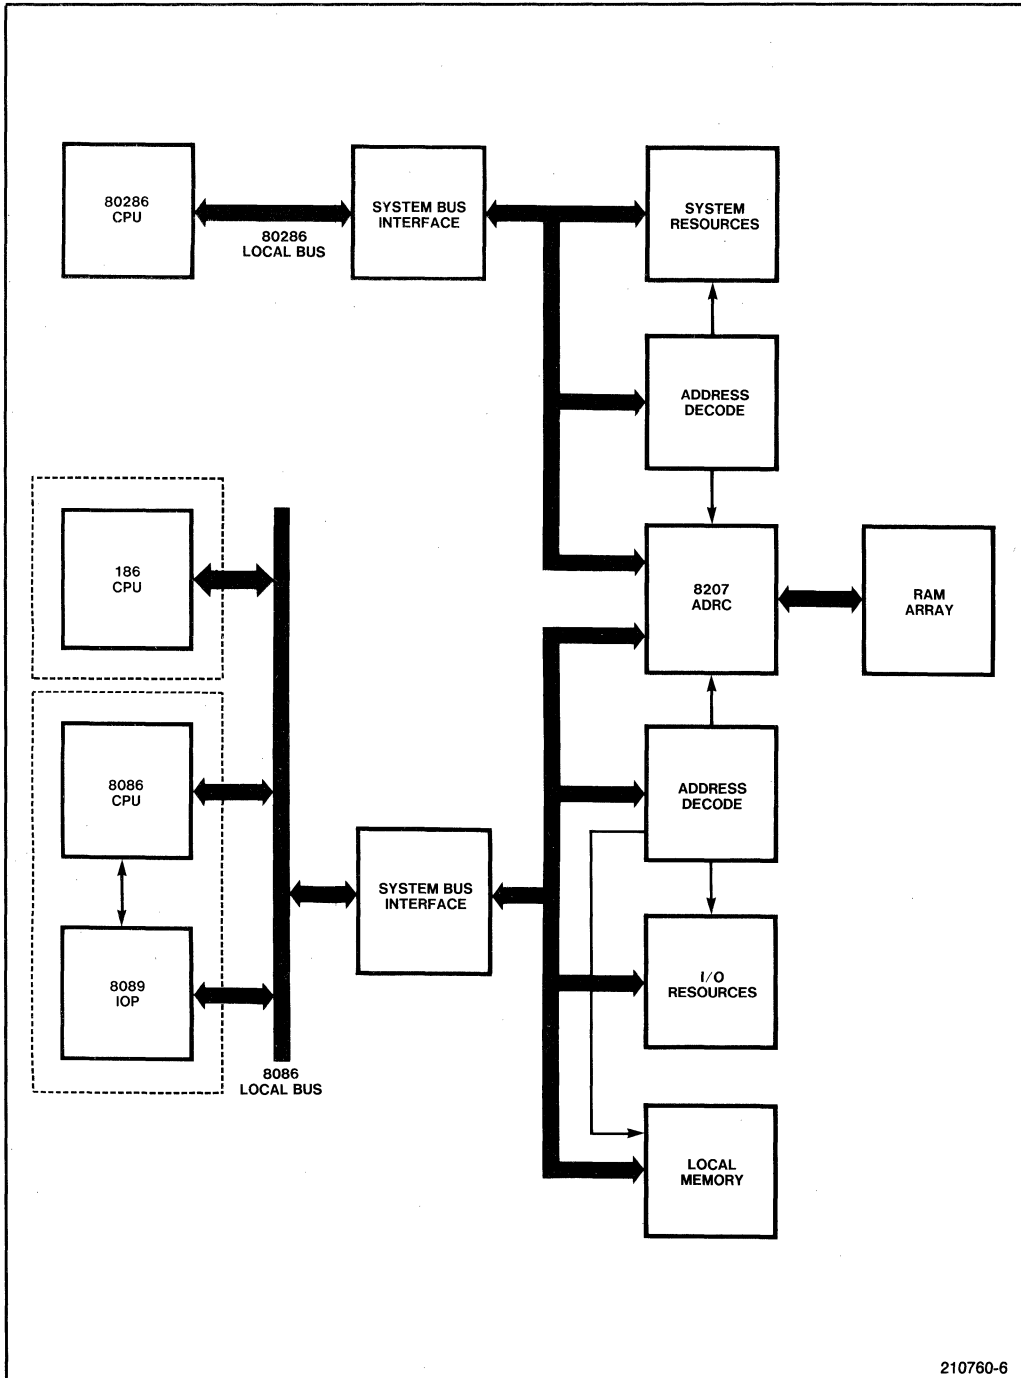 80286
CPU
80286
LOCAL BUS
SYSTEM BUS
INTERFACE
SYSTEM
RESOURCES
ADDRESS
DECODE
186
CPU
8207
ADRC
RAM
ARRAY
8086
CPU
ADDRESS
DECODE
SYSTEM BUS
INTERFACE
8089
IOP
I/O
RESOURCES
8086
LOCAL BUS
LOCAL
MEMORY
210760-6